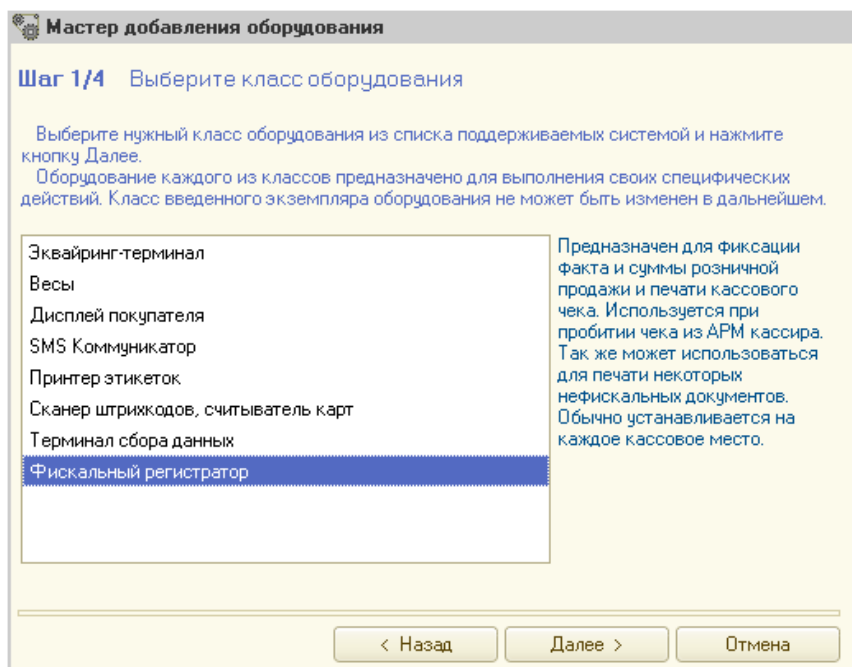 Мастер добавления оборудования
Шаг 1/4 Выберите класс оборудования
Выберите нужный класс оборудования из списка поддерживаемых системой и нажмите
кнопку Далее.
Оборудование каждого из классов предназначено для выполнения своих специфических
действий. Класс введенного экземпляра оборудования не может быть изменен в дальнейшем.
Эквайринг-терминал
Весы
Дисплей покупателя
SMS Коммуникатор
Принтер этикеток
Сканер штрихкодов, считыватель карт
Терминал сбора данных
Фискальный регистратор
Предназначен для фиксации
факта и суммы розничной
продажи и печати кассового
чека. Используется при
пробитии чека из АРМ кассира.
Так же может использоваться
для печати некоторых
нефискальных документов.
Обычно устанавливается на
каждое кассовое место.
< Назад Далее > Отмена